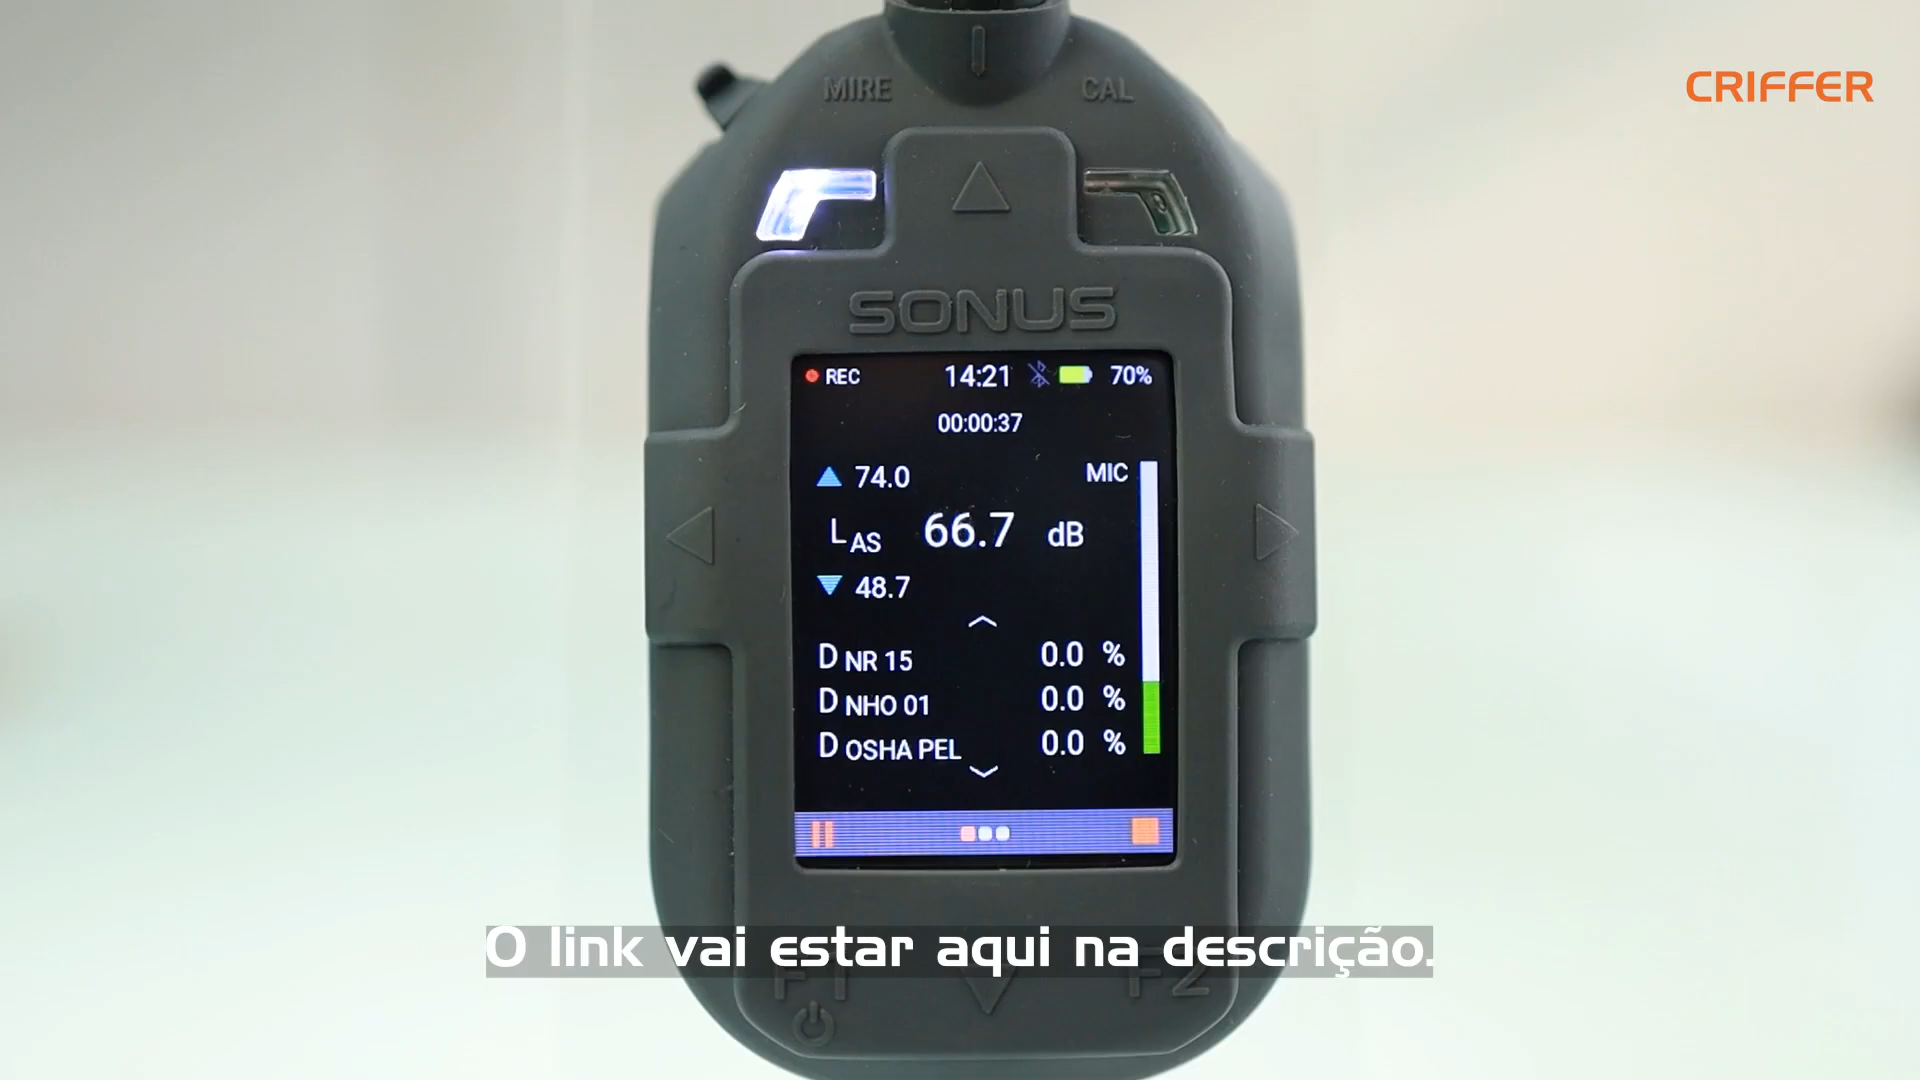 CRIFFER
MIRE CAL
SONUS
REC 14:21 70%
00:00:37
74.0 MIC
LAS 66.7 dB
48.7
D NR 15 0.0 %
D NHO 01 0.0 %
D OSHA PEL 0.0 %
O link vai estar aqui na descrição.
F1 F2